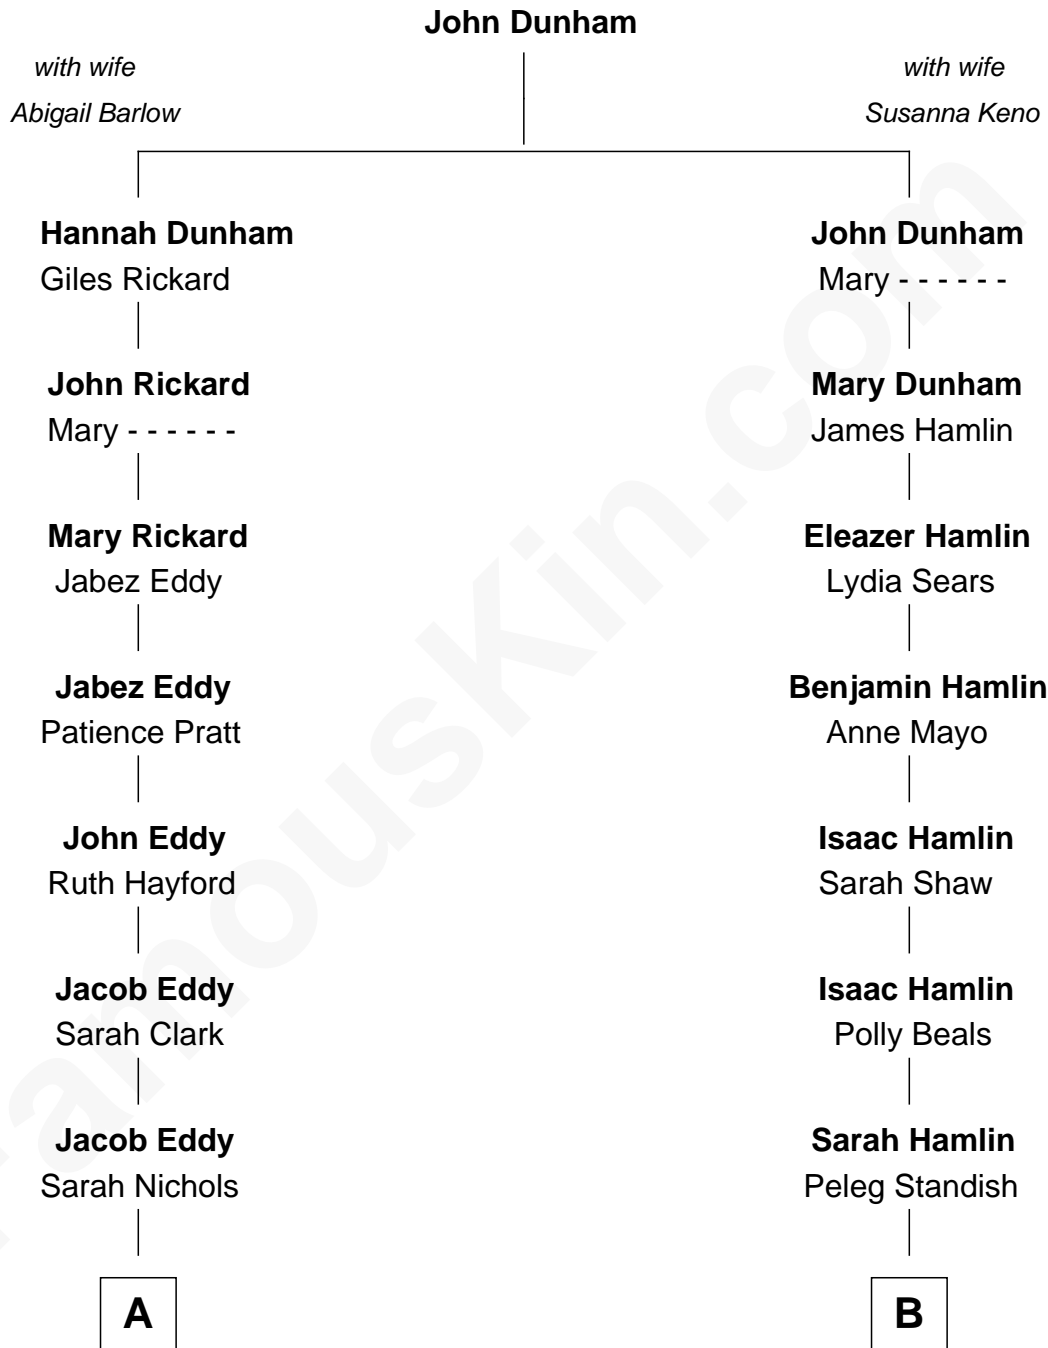 John Dunham
with wife
Abigail Barlow
with wife
Susanna Keno
Hannah Dunham
Giles Rickard
John Dunham
Mary - - - - - -
John Rickard
Mary - - - - - -
Mary Dunham
James Hamlin
Mary Rickard
Jabez Eddy
Eleazer Hamlin
Lydia Sears
Jabez Eddy
Patience Pratt
Benjamin Hamlin
Anne Mayo
John Eddy
Ruth Hayford
Isaac Hamlin
Sarah Shaw
Jacob Eddy
Sarah Clark
Isaac Hamlin
Polly Beals
Jacob Eddy
Sarah Nichols
Sarah Hamlin
Peleg Standish
A
B
FamousKin.com